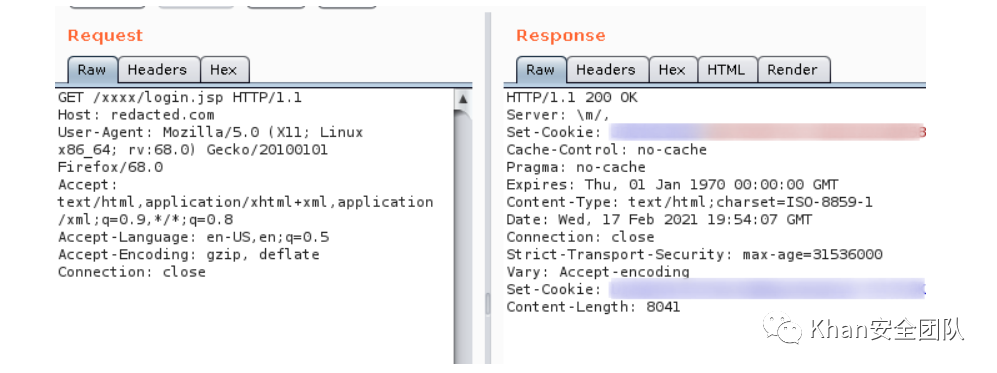 Request
Raw Headers Hex
GET /xxxx/login.jsp HTTP/1.1
Host: redacted.com
User-Agent: Mozilla/5.0 (X11; Linux
x86_64; rv:68.0) Gecko/20100101
Firefox/68.0
Accept:
text/html,application/xhtml+xml,application
/xml;q=0.9,*/*;q=0.8
Accept-Language: en-US,en;q=0.5
Accept-Encoding: gzip, deflate
Connection: close
Response
Raw Headers Hex HTML Render
HTTP/1.1 200 OK
Server: \m/,
Set-Cookie:
Cache-Control: no-cache
Pragma: no-cache
Expires: Thu, 01 Jan 1970 00:00:00 GMT
Content-Type: text/html;charset=ISO-8859-1
Date: Wed, 17 Feb 2021 19:54:07 GMT
Connection: close
Strict-Transport-Security: max-age=31536000
Vary: Accept-encoding
Set-Cookie:
Content-Length: 8041
Khan安全团队